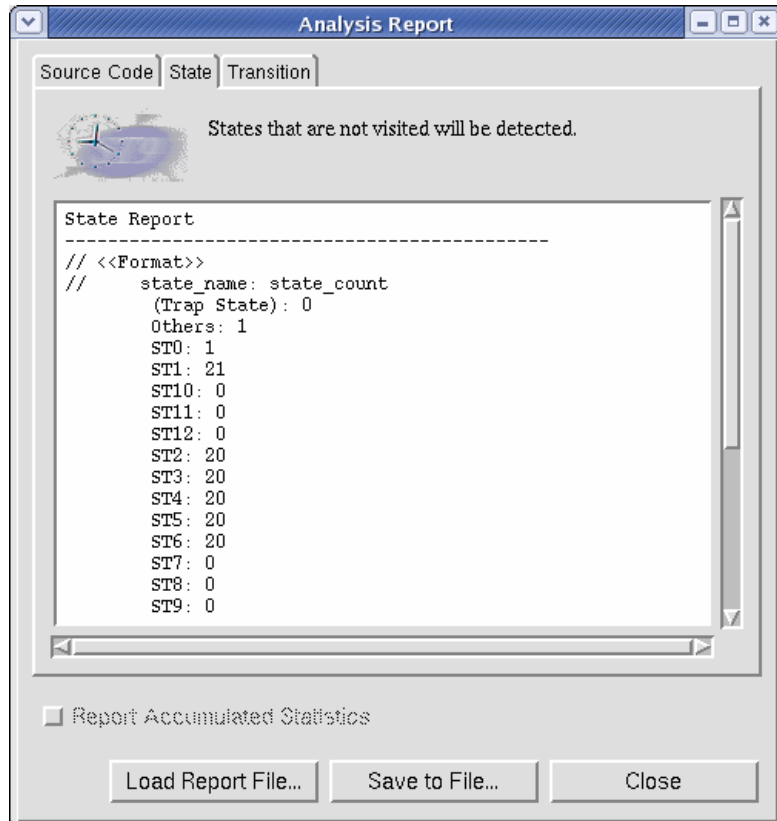 Analysis Report
Source Code State Transition
States that are not visited will be detected.
State Report
---------------------------------------------
// <<Format>>
// state_name: state_count
(Trap State): 0
Others: 1
ST0: 1
ST1: 21
ST10: 0
ST11: 0
ST12: 0
ST2: 20
ST3: 20
ST4: 20
ST5: 20
ST6: 20
ST7: 0
ST8: 0
ST9: 0
Report Accumulated Statistics
Load Report File... Save to File... Close